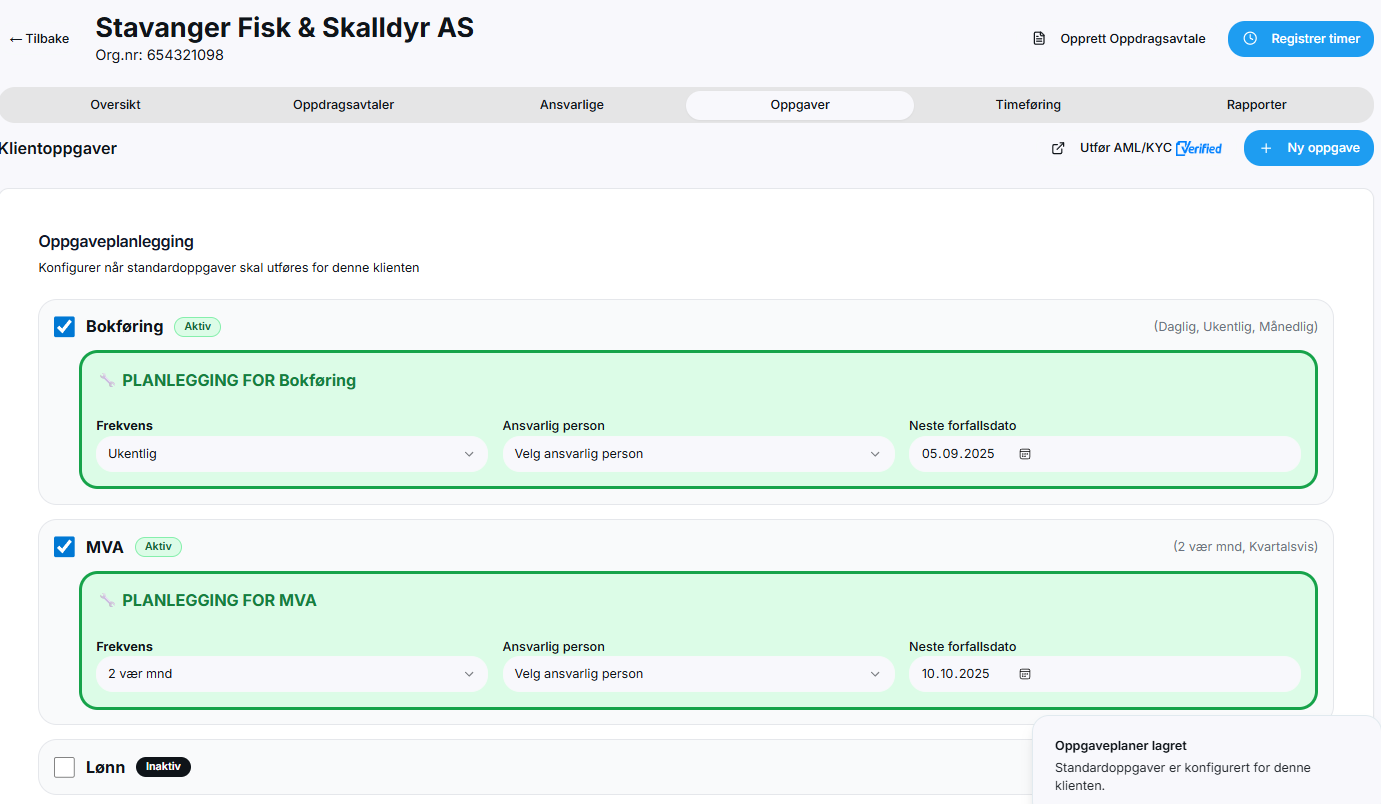 Stavanger Fisk & Skalldyr AS
← Tilbake
Org.nr: 654321098
Opprett Oppdragsavtale
Registrer timer
Oversikt Oppdragsavtaler Ansvarlige Oppgaver Timeføring Rapporter
Klientoppgaver
Utfør AML/KYC Verified
+ Ny oppgave
Oppgaveplanlegging
Konfigurer når standardoppgaver skal utføres for denne klienten
Bokføring Aktiv (Daglig, Ukentlig, Månedlig)
PLANLEGGING FOR Bokføring
Frekvens Ansvarlig person Neste forfallsdato
Ukentlig Velg ansvarlig person 05.09.2025
MVA Aktiv (2 vær mnd, Kvartalsvis)
PLANLEGGING FOR MVA
Frekvens Ansvarlig person Neste forfallsdato
2 vær mnd Velg ansvarlig person 10.10.2025
Lønn Inaktiv
Oppgaveplaner lagret
Standardoppgaver er konfigurert for denne
klienten.